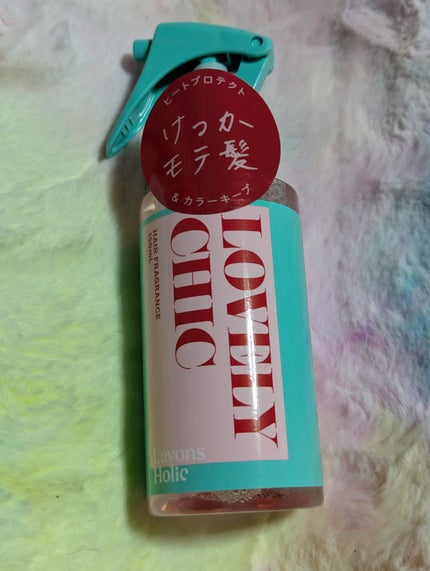 ヒートプロテクト
けっか
モテ髪
&カラーキープ
LOVELY
CHIC
HAIR FRAGRANCE
150mL
Lavons
Holic